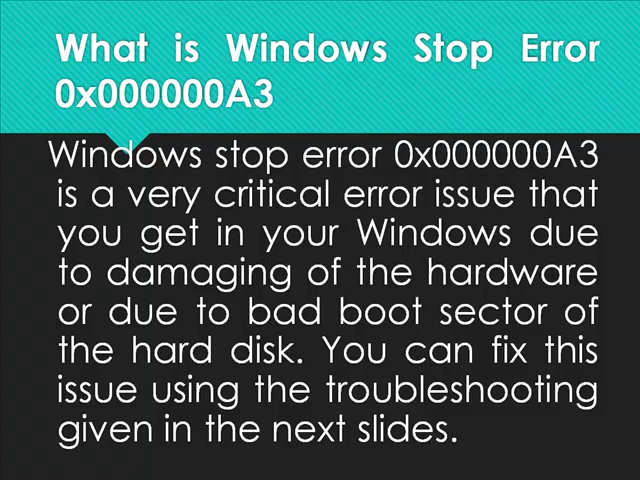 What is Windows Stop Error
0x000000A3
Windows stop error 0x000000A3
is a very critical error issue that
you get in your Windows due
to damaging of the hardware
or due to bad boot sector of
the hard disk. You can fix this
issue using the troubleshooting
given in the next slides.